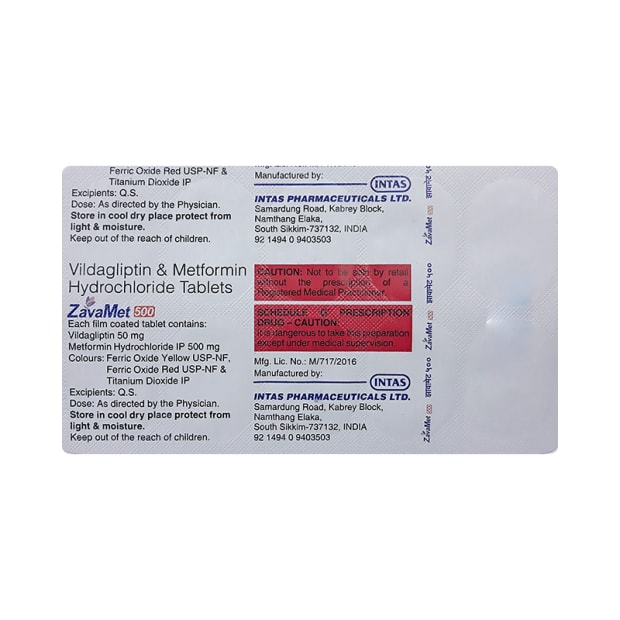 Ferric Oxide Red USP-NF &
Titanium Dioxide IP
Excipients: Q.S.
Dose: As directed by the Physician.
Store in cool dry place protect from
light & moisture.
Keep out of the reach of children.
Vildagliptin & Metformin
Hydrochloride Tablets
ZavaMet 500
Each film coated tablet contains:
Vildagliptin 50 mg
Metformin Hydrochloride IP 500 mg
Colours: Ferric Oxide Yellow USP-NF,
Ferric Oxide Red USP-NF &
Titanium Dioxide IP
Excipients: Q.S.
Dose: As directed by the Physician.
Store in cool dry place protect from
light & moisture.
Keep out of the reach of children.
Manufactured by:
INTAS
INTAS PHARMACEUTICALS LTD.
Samardung Road, Kabrey Block,
Namthang Elaka,
South Sikkim-737132, INDIA
92 1494 0 9403503
CAUTION: Not to be sold by retail
without the prescription of a
Registered Medical Practitioner.
SCHEDULE 'G' PRESCRIPTION
DRUG – CAUTION:
It is dangerous to take this preparation
except under medical supervision
Mfg. Lic. No.: M/717/2016
Manufactured by:
INTAS
INTAS PHARMACEUTICALS LTD.
Samardung Road, Kabrey Block,
Namthang Elaka,
South Sikkim-737132, INDIA
92 1494 0 9403503
ZavaMet 500
ZavaMet 500 ज़ावामेट ५००
ZavaMet 500 ज़ावामेट ५००